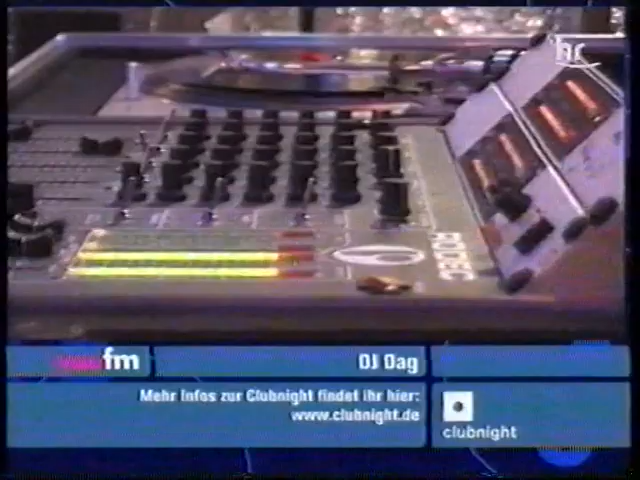 hr
RODEC
fm
DJ Dag
Mehr Infos zur Clubnight findet ihr hier:
www.clubnight.de
clubnight